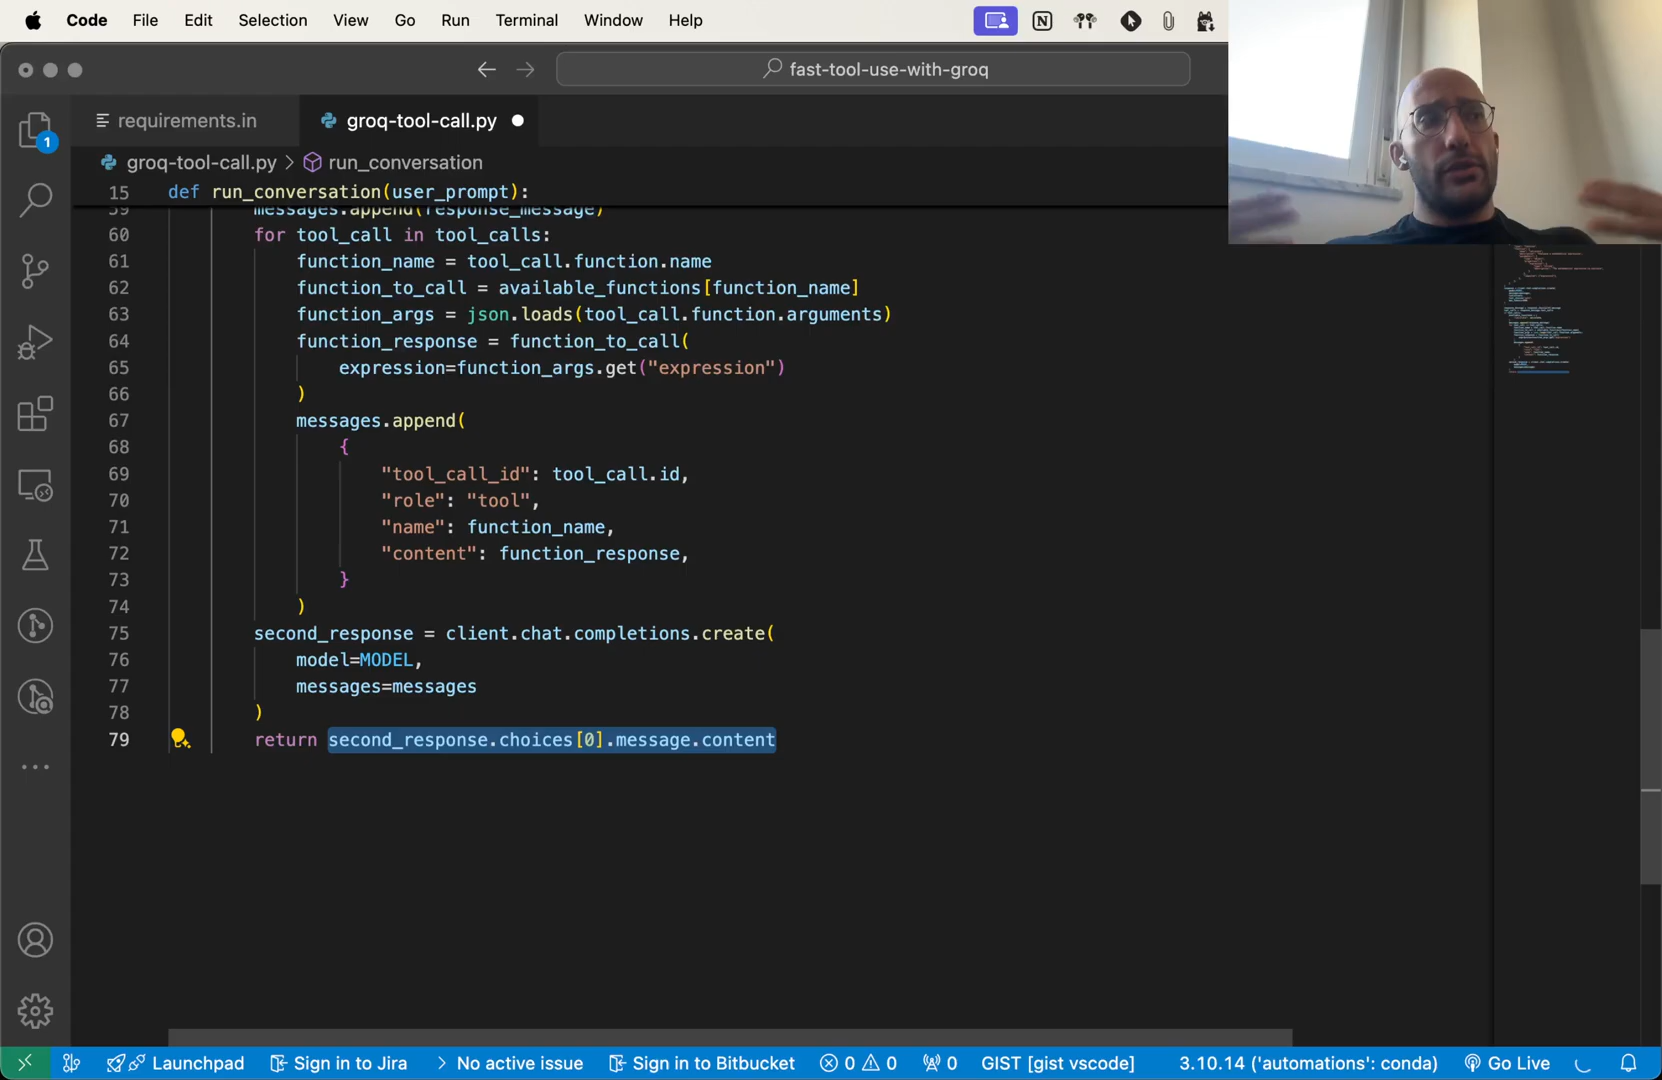 Code File Edit Selection View Go Run Terminal Window Help
fast-tool-use-with-groq
requirements.in groq-tool-call.py
groq-tool-call.py > run_conversation
15 def run_conversation(user_prompt):
59 messages.append(response_message)
60 for tool_call in tool_calls:
61 function_name = tool_call.function.name
62 function_to_call = available_functions[function_name]
63 function_args = json.loads(tool_call.function.arguments)
64 function_response = function_to_call(
65 expression=function_args.get("expression")
66 )
67 messages.append(
68 {
69 "tool_call_id": tool_call.id,
70 "role": "tool",
71 "name": function_name,
72 "content": function_response,
73 }
74 )
75 second_response = client.chat.completions.create(
76 model=MODEL,
77 messages=messages
78 )
79 return second_response.choices[0].message.content
1
Launchpad Sign in to Jira > No active issue Sign in to Bitbucket 0 0 0 GIST [gist vscode] 3.10.14 ('automations': conda) Go Live